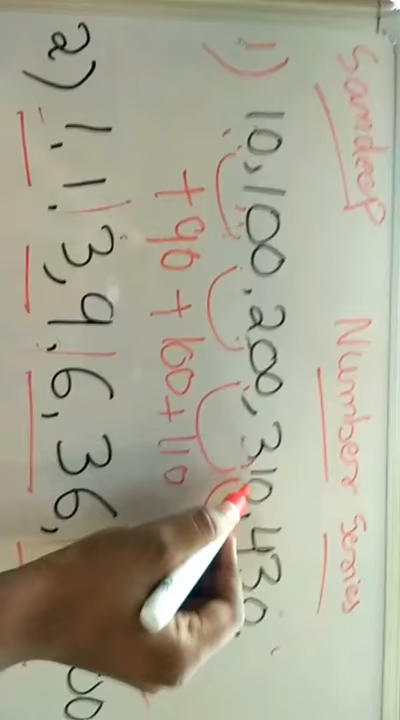 Sandeep Number Series
1) 10, 100, 200, 310, 430
+90 +100 +110
2) 1, 1, 3, 9, 6, 36,